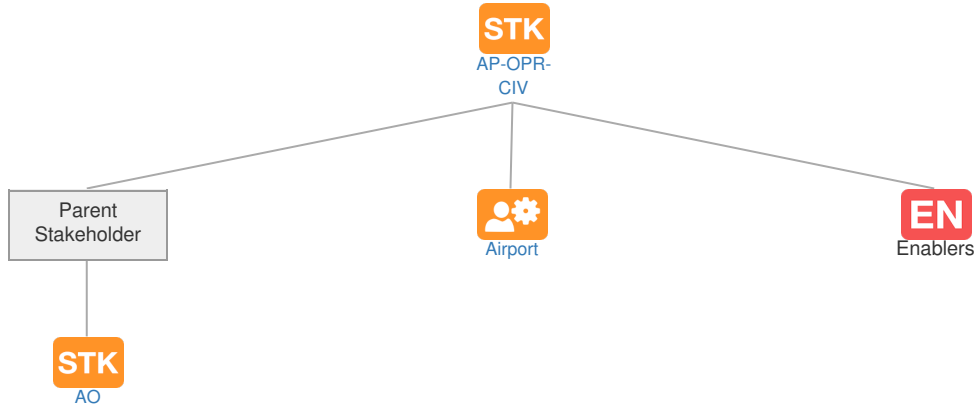 STK
AP-OPR-
CIV
Parent
Stakeholder
Airport
EN
Enablers
STK
AO